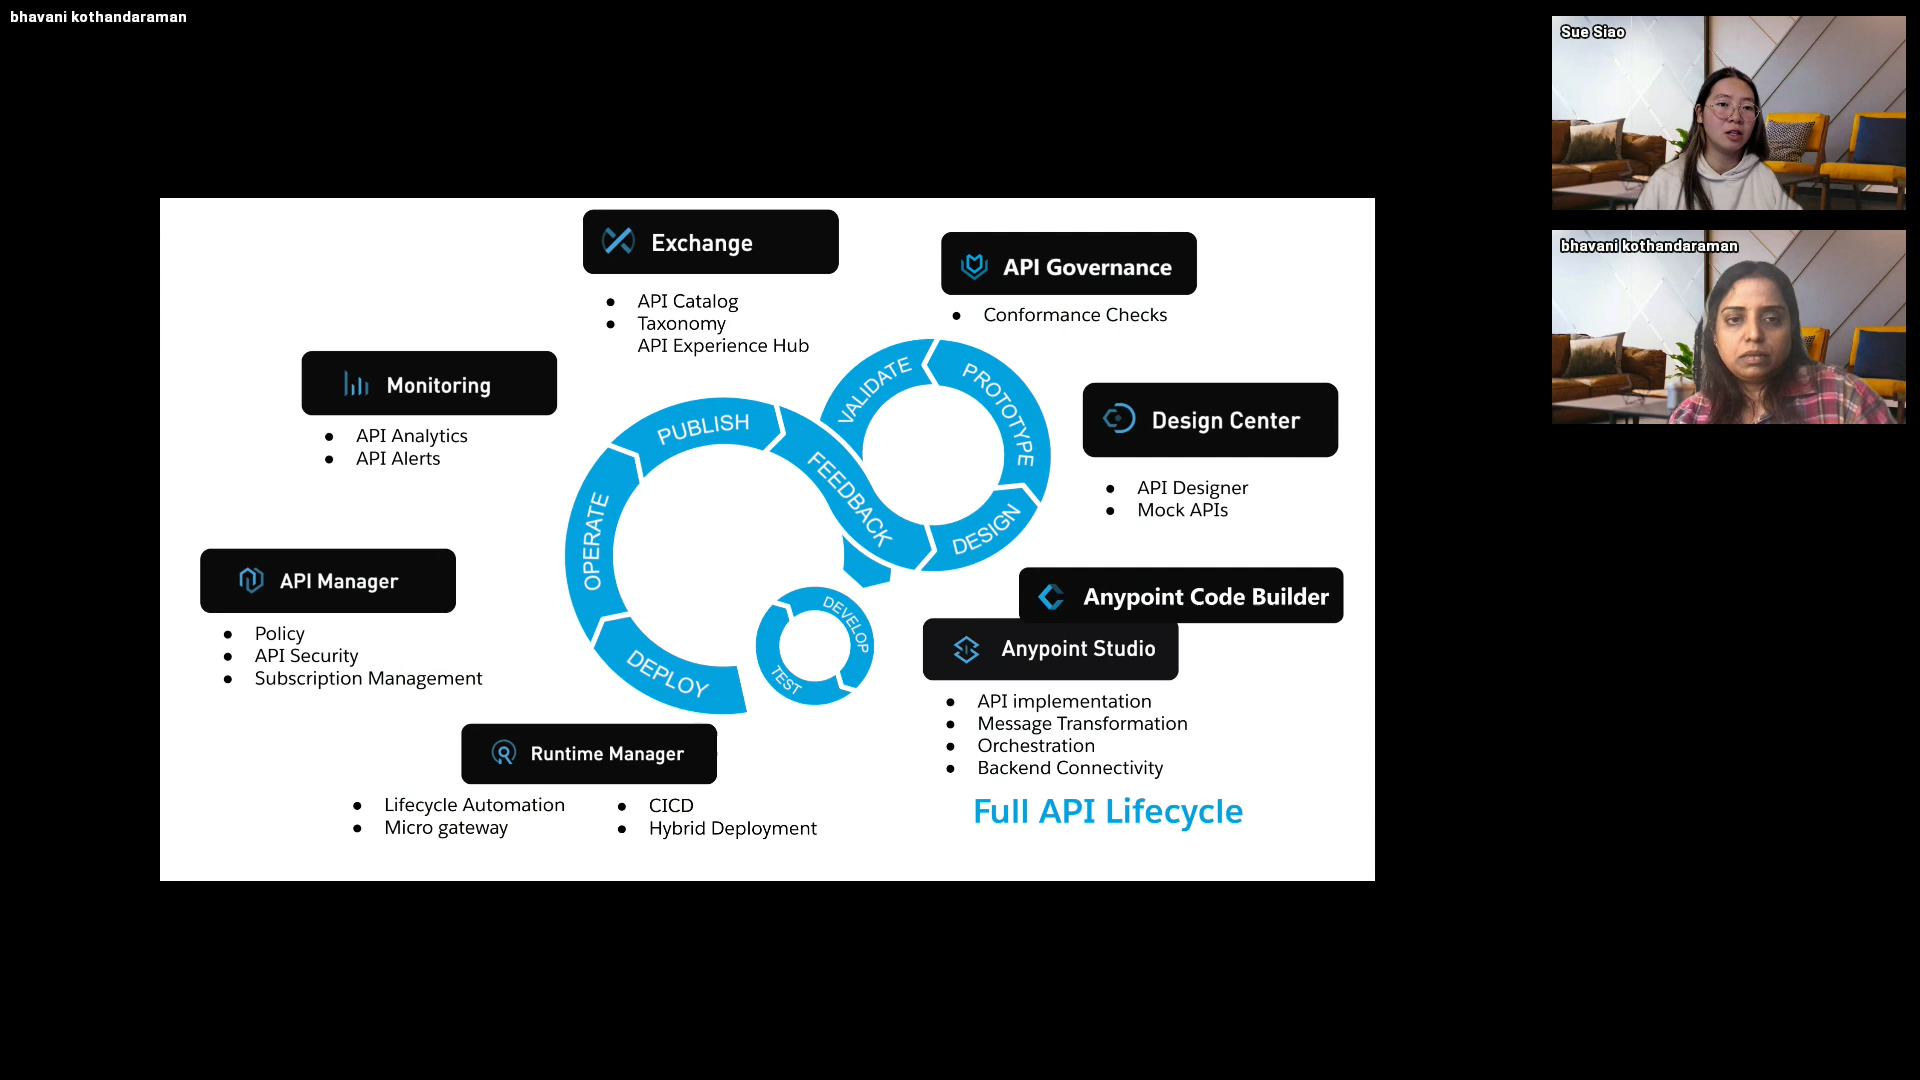 bhavani kothandaraman
Sue Siao
bhavani kothandaraman
Exchange
● API Catalog
● Taxonomy
API Experience Hub
API Governance
● Conformance Checks
Monitoring
● API Analytics
● API Alerts
Design Center
● API Designer
● Mock APIs
VALIDATE
PROTOTYPE
PUBLISH
FEEDBACK
DESIGN
OPERATE
DEPLOY
DEVELOP
TEST
API Manager
● Policy
● API Security
● Subscription Management
Anypoint Code Builder
Anypoint Studio
● API implementation
● Message Transformation
● Orchestration
● Backend Connectivity
Runtime Manager
● Lifecycle Automation
● Micro gateway
● CICD
● Hybrid Deployment
Full API Lifecycle